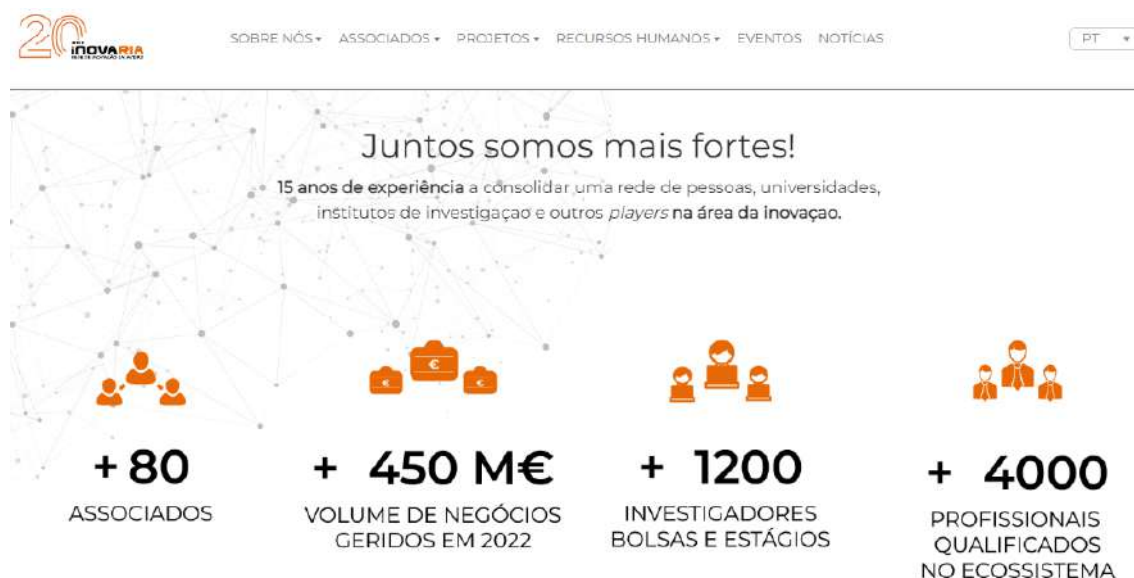 20
inovaRia
SOBRE NÓS ASSOCIADOS PROJETOS RECURSOS HUMANOS EVENTOS NOTÍCIAS
PT
Juntos somos mais fortes!
15 anos de experiência a consolidar uma rede de pessoas, universidades,
institutos de investigaçao e outros players na área da inovaçao.
€ € €
+ 80
ASSOCIADOS
+ 450 M€
VOLUME DE NEGÓCIOS
GERIDOS EM 2022
+ 1200
INVESTIGADORES
BOLSAS E ESTÁGIOS
+ 4000
PROFISSIONAIS
QUALIFICADOS
NO ECOSSISTEMA